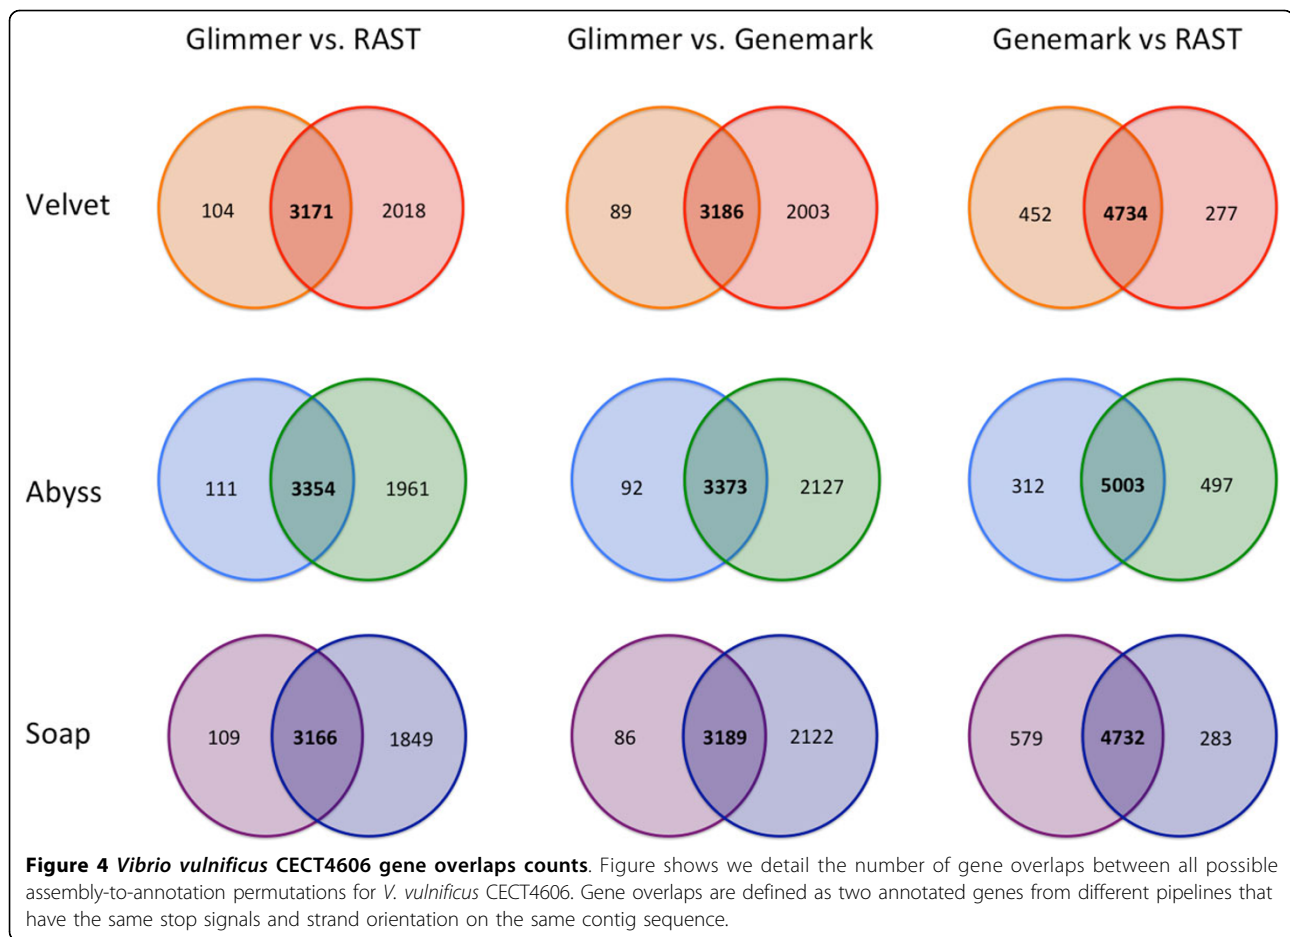 Glimmer vs. RAST Glimmer vs. Genemark Genemark vs RAST
Velvet 104 3171 2018 89 3186 2003 452 4734 277
Abyss 111 3354 1961 92 3373 2127 312 5003 497
Soap 109 3166 1849 86 3189 2122 579 4732 283
Figure 4 Vibrio vulnificus CECT4606 gene overlaps counts. Figure shows we detail the number of gene overlaps between all possible
assembly-to-annotation permutations for V. vulnificus CECT4606. Gene overlaps are defined as two annotated genes from different pipelines that
have the same stop signals and strand orientation on the same contig sequence.